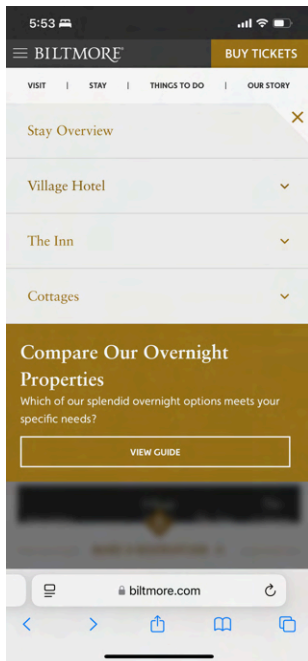 5:53
BILTMORE
BUY TICKETS
VISIT | STAY | THINGS TO DO | OUR STORY
Stay Overview
Village Hotel
The Inn
Cottages
Compare Our Overnight
Properties
Which of our splendid overnight options meets your
specific needs?
VIEW GUIDE
biltmore.com